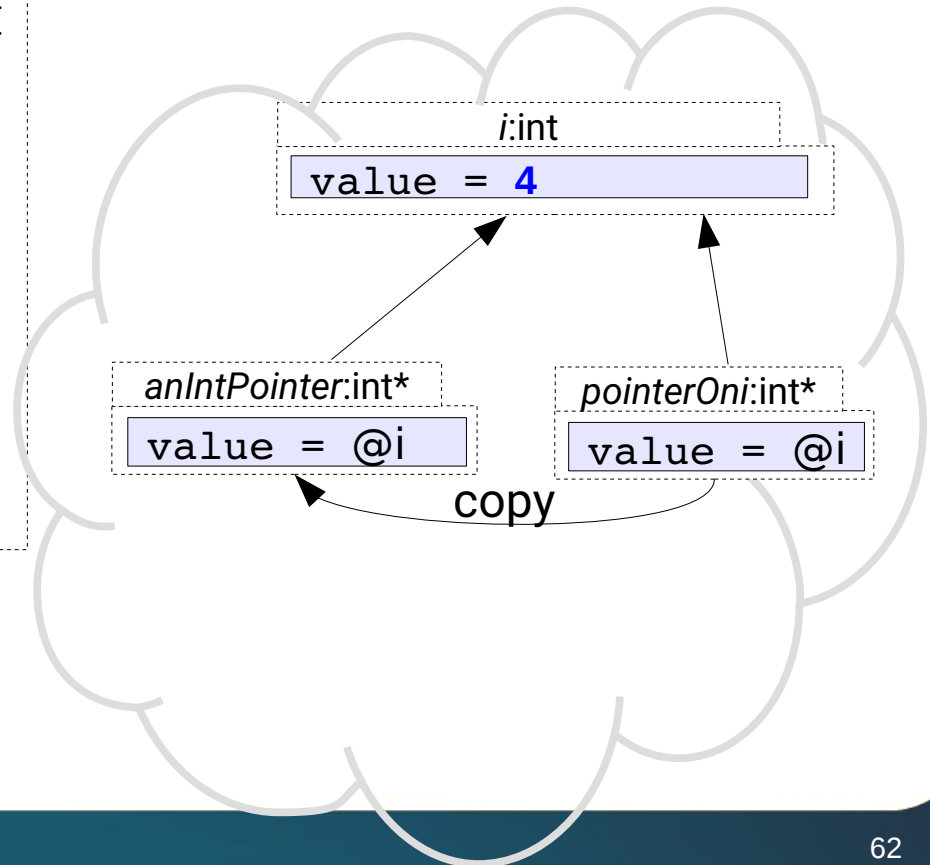 i:int
value = 4
anIntPointer:int*
pointerOni:int*
value = @i
value = @i
copy
62